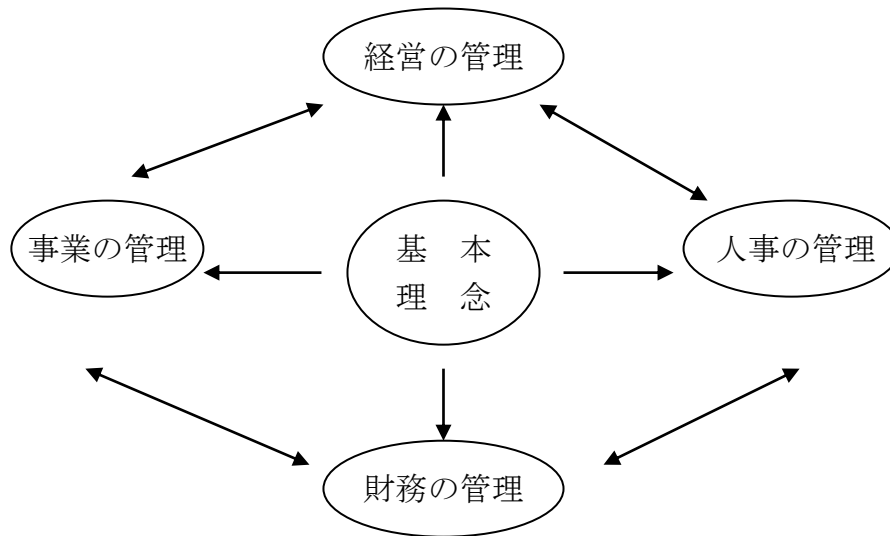 経営の管理
事業の管理
基　本
理　念
人事の管理
財務の管理